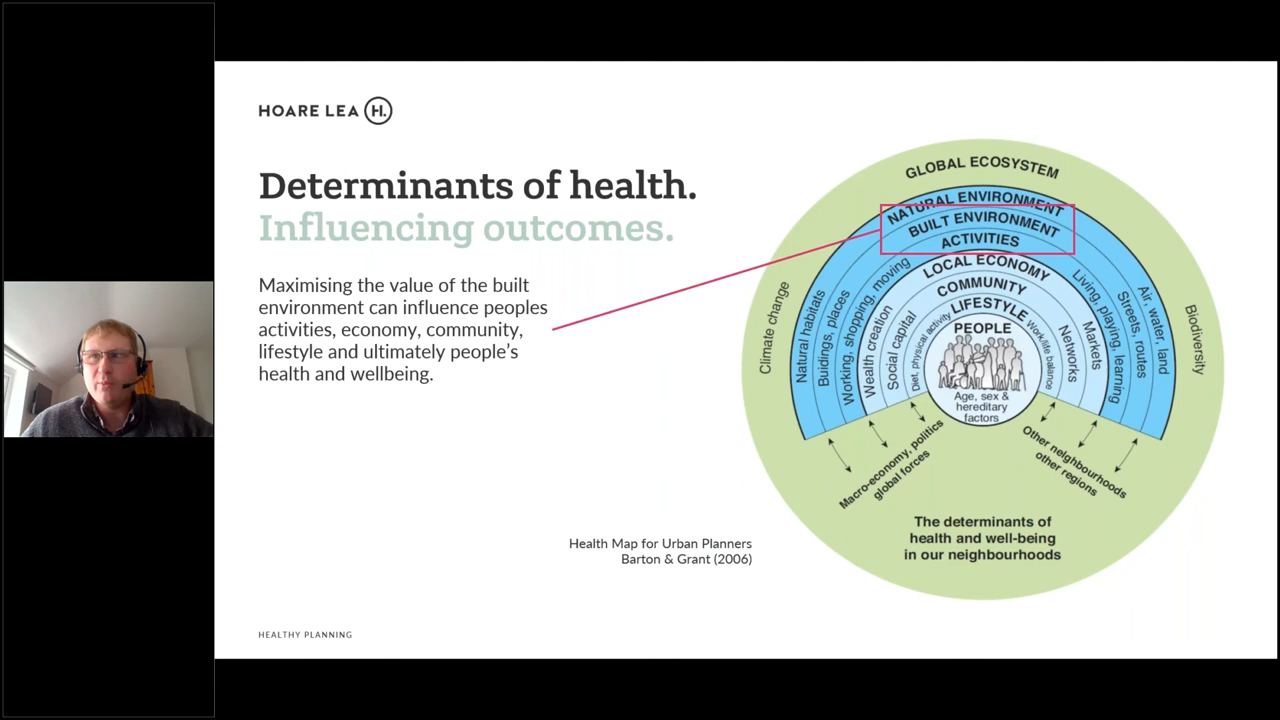 HOARE LEA H.
Determinants of health.
Influencing outcomes.
Maximising the value of the built
environment can influence peoples
activities, economy, community,
lifestyle and ultimately people's
health and wellbeing.
GLOBAL ECOSYSTEM
NATURAL ENVIRONMENT
BUILT ENVIRONMENT
ACTIVITIES
LOCAL ECONOMY
COMMUNITY
LIFESTYLE
PEOPLE
Age, sex &
hereditary
factors
Climate change
Natural habitats
Buidings, places
Working, shopping, moving
Wealth creation
Social capital
Diet, physical activity
Work/life balance
Networks
Markets
Living, playing, learning
Streets, routes
Air, water, land
Biodiversity
Macro-economy, politics
global forces
Other neighbourhoods
other regions
The determinants of
health and well-being
in our neighbourhoods
Health Map for Urban Planners
Barton & Grant (2006)
HEALTHY PLANNING